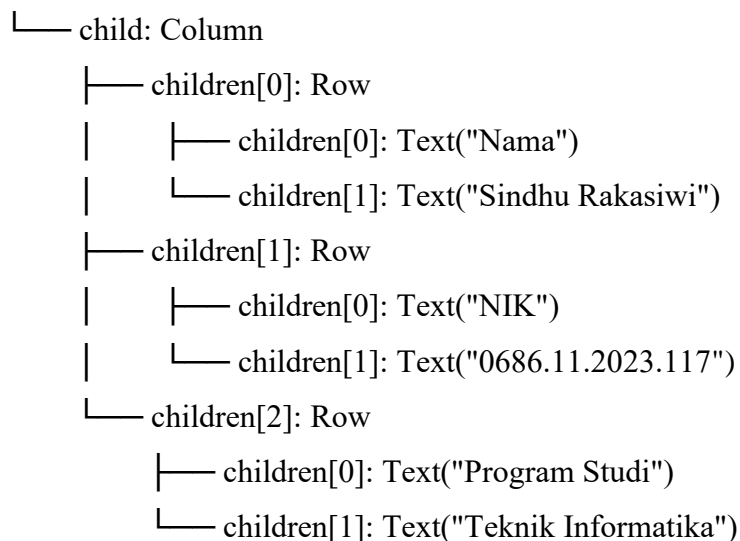 child: Column
children[0]: Row
children[0]: Text("Nama")
children[1]: Text("Sindhu Rakasiwi")
children[1]: Row
children[0]: Text("NIK")
children[1]: Text("0686.11.2023.117")
children[2]: Row
children[0]: Text("Program Studi")
children[1]: Text("Teknik Informatika")